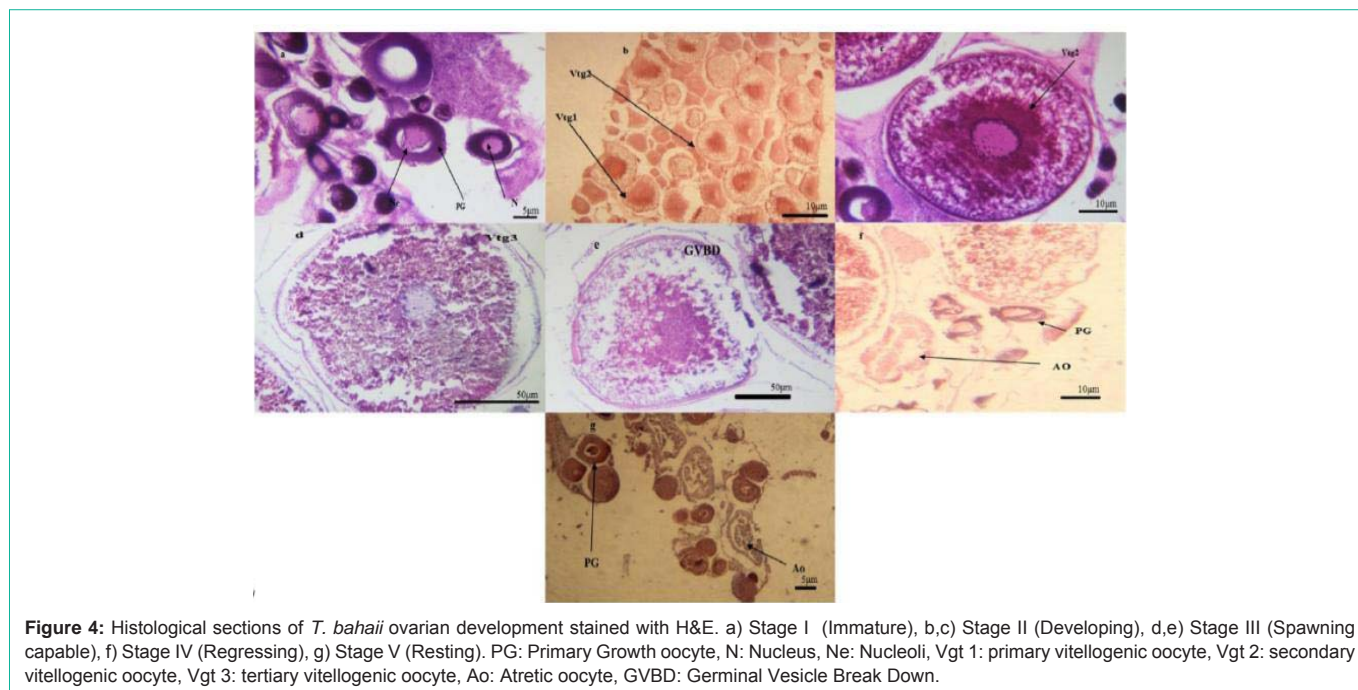 a
Ne
PG
N
5µm
b
Vtg2
Vtg1
10µm
c
Vtg2
10µm
d
Vtg3
50µm
e
GVBD
50µm
f
PG
AO
10µm
g
PG
Ao
5µm
Figure 4: Histological sections of T. bahaii ovarian development stained with H&E. a) Stage I (Immature), b,c) Stage II (Developing), d,e) Stage III (Spawning
capable), f) Stage IV (Regressing), g) Stage V (Resting). PG: Primary Growth oocyte, N: Nucleus, Ne: Nucleoli, Vgt 1: primary vitellogenic oocyte, Vgt 2: secondary
vitellogenic oocyte, Vgt 3: tertiary vitellogenic oocyte, Ao: Atretic oocyte, GVBD: Germinal Vesicle Break Down.